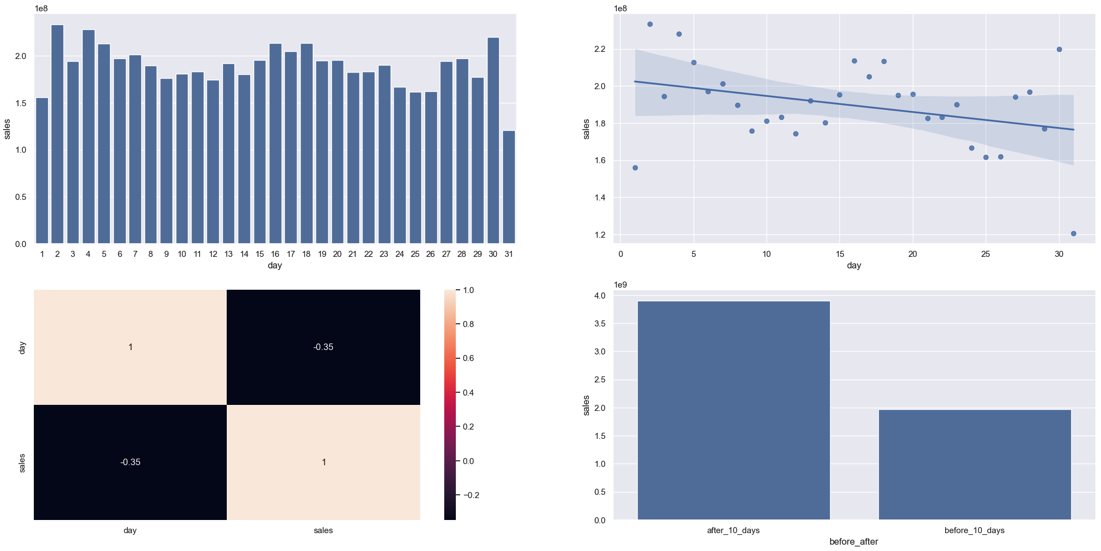 1e8
sales
2.0
1.5
1.0
0.5
0.0
1 2 3 4 5 6 7 8 9 10 11 12 13 14 15 16 17 18 19 20 21 22 23 24 25 26 27 28 29 30 31
day
1e8
sales
2.2
2.0
1.8
1.6
1.4
1.2
0 5 10 15 20 25 30
day
day
sales
1 -0.35
-0.35 1
day sales
1.0
0.8
0.6
0.4
0.2
0.0
−0.2
1e9
sales
4.0
3.5
3.0
2.5
2.0
1.5
1.0
0.5
0.0
after_10_days before_10_days
before_after